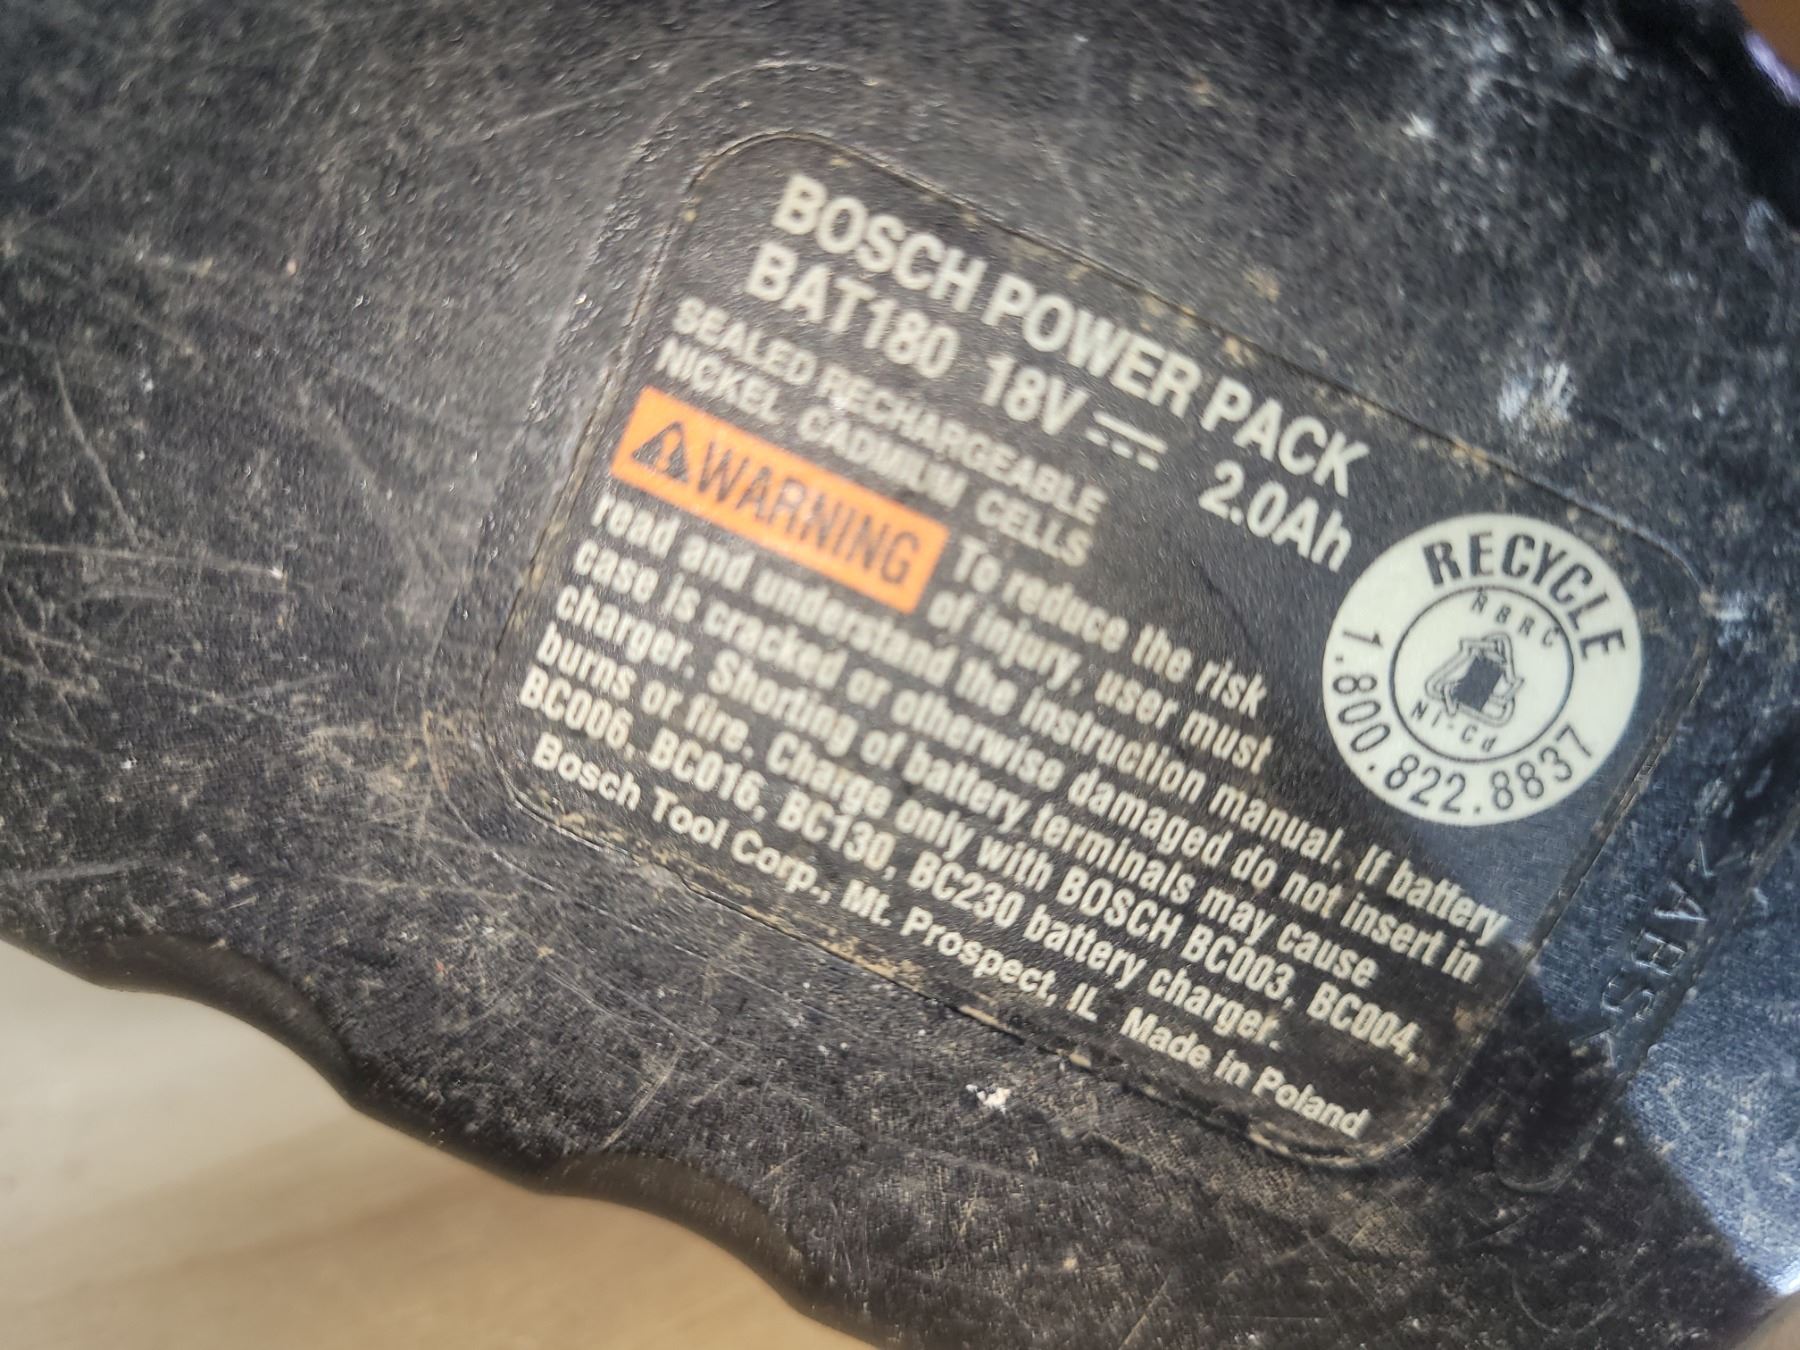 BOSCH POWER PACK
BAT180 18V 2.0Ah
SEALED RECHARGEABLE
NICKEL CADMIUM CELLS
WARNING To reduce the risk
of injury, user must
read and understand the instruction manual. If battery
case is cracked or otherwise damaged do not insert in
charger. Shorting of battery terminals may cause
burns or fire. Charge only with BOSCH BC003, BC004,
BC006, BC016, BC130, BC230 battery charger.
Bosch Tool Corp., Mt. Prospect, IL Made in Poland
RECYCLE
RBRC
Ni-Cd
1.800.822.8837
>ABS<